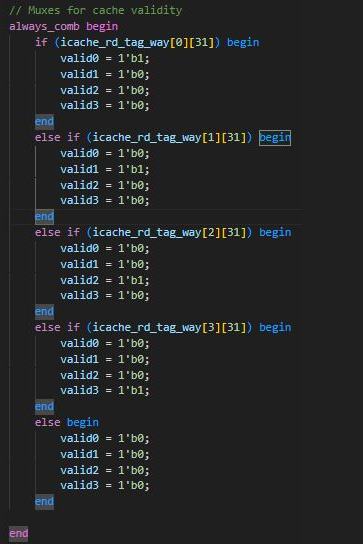 // Muxes for cache validity
always_comb begin
    if (icache_rd_tag_way[0][31]) begin
        valid0 = 1'b1;
        valid1 = 1'b0;
        valid2 = 1'b0;
        valid3 = 1'b0;
    end
    else if (icache_rd_tag_way[1][31]) begin
        valid0 = 1'b0;
        valid1 = 1'b1;
        valid2 = 1'b0;
        valid3 = 1'b0;
    end
    else if (icache_rd_tag_way[2][31]) begin
        valid0 = 1'b0;
        valid1 = 1'b0;
        valid2 = 1'b1;
        valid3 = 1'b0;
    end
    else if (icache_rd_tag_way[3][31]) begin
        valid0 = 1'b0;
        valid1 = 1'b0;
        valid2 = 1'b0;
        valid3 = 1'b1;
    end
    else begin
        valid0 = 1'b0;
        valid1 = 1'b0;
        valid2 = 1'b0;
        valid3 = 1'b0;
    end
end